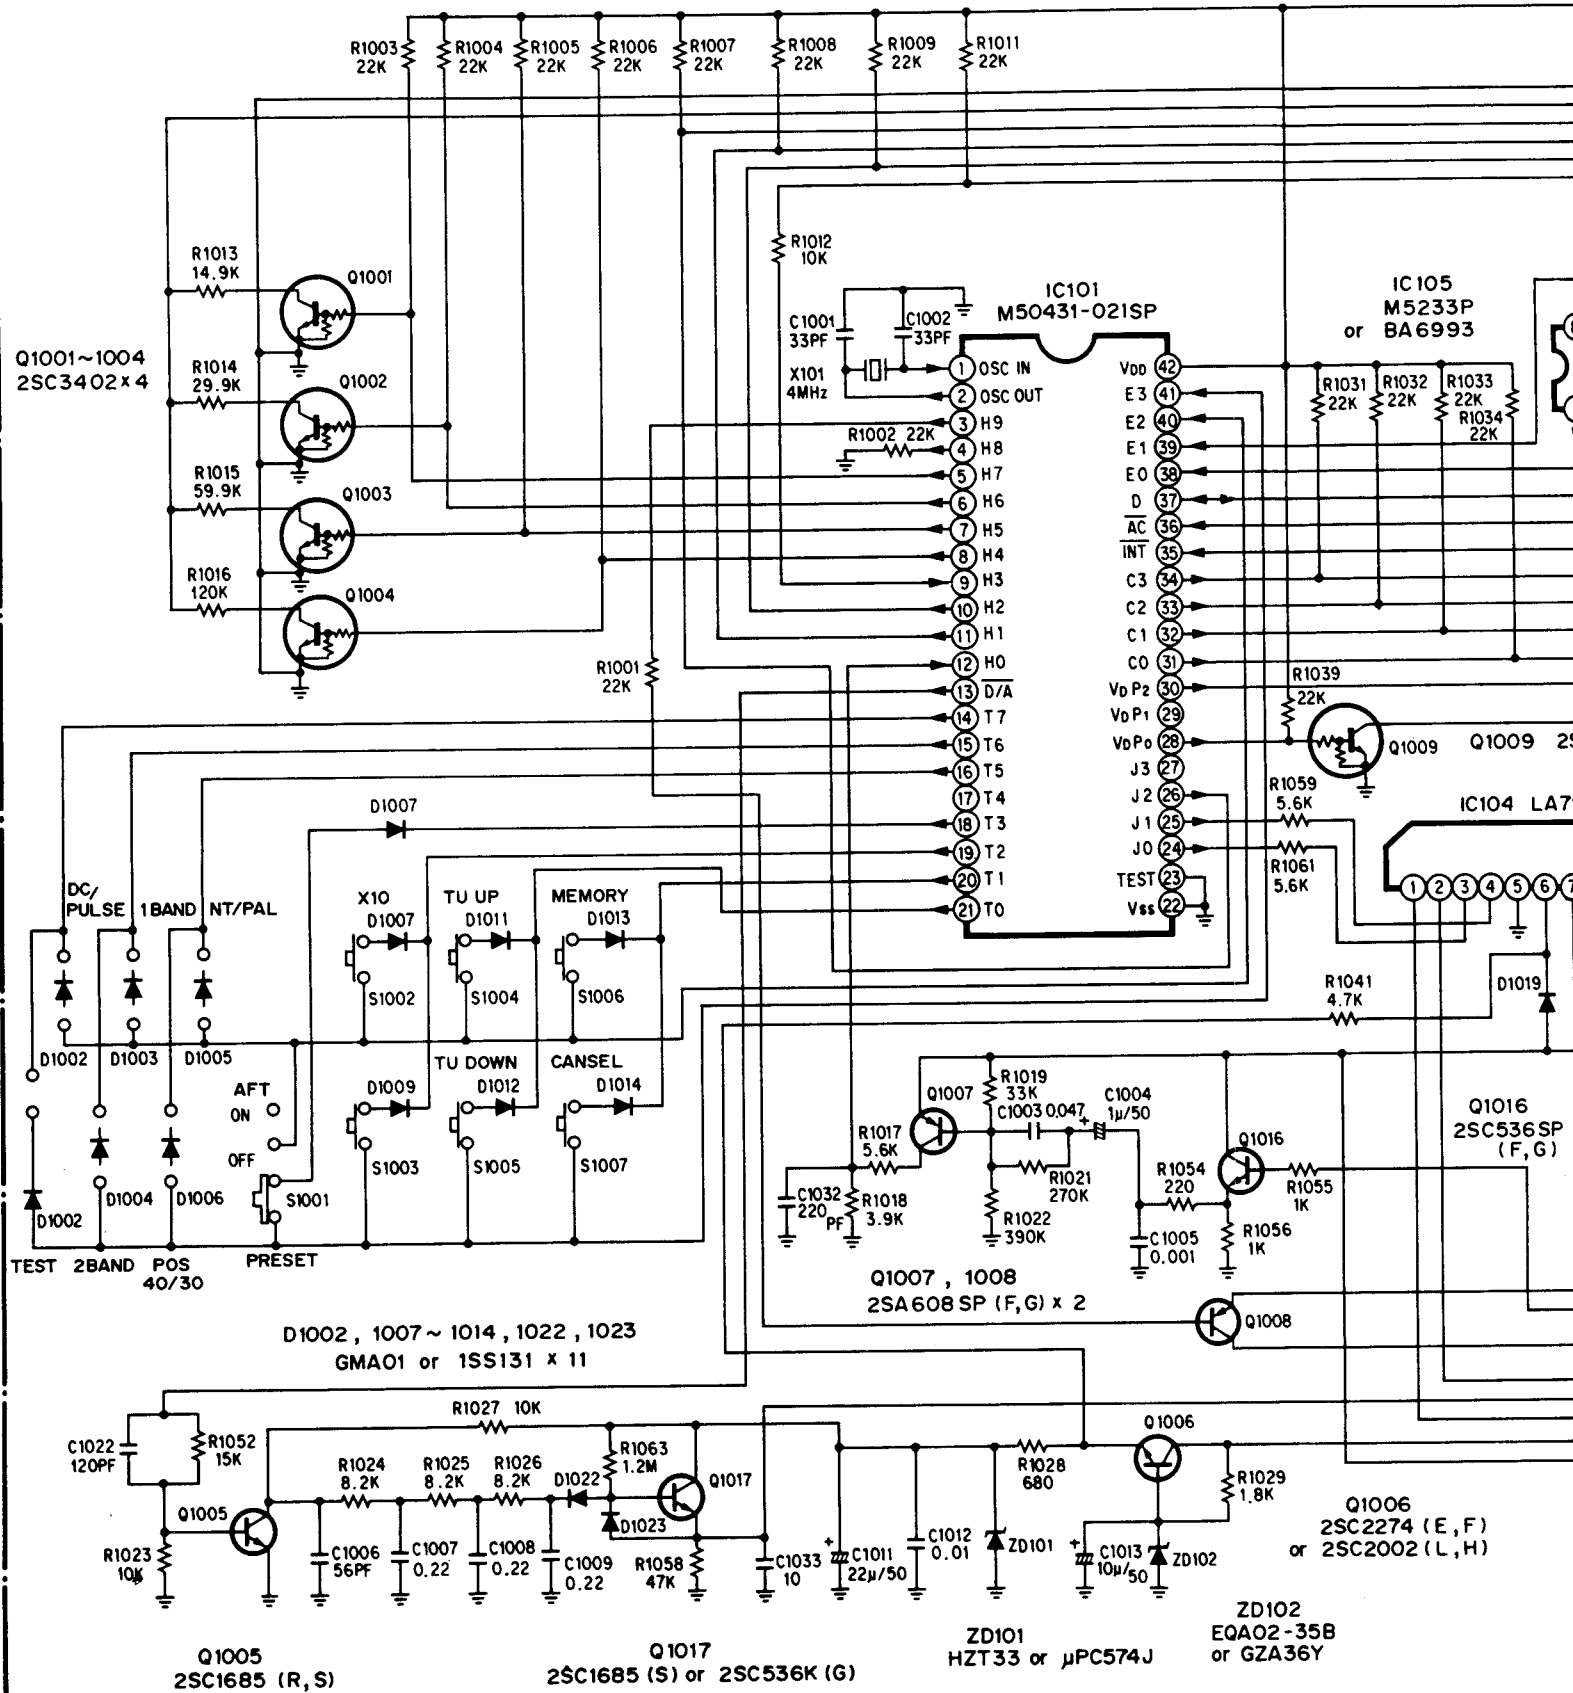 R1003
22K
R1004
22K
R1005
22K
R1006
22K
R1007
22K
R1008
22K
R1009
22K
R1011
22K
R1012
10K
R1013
14.9K
Q1001
Q1001~1004
2SC3402×4
R1014
29.9K
Q1002
R1015
59.9K
Q1003
R1016
120K
Q1004
C1001
33PF
C1002
33PF
X101
4MHz
R1002 22K
R1001
22K
IC101
M50431-021SP
1 OSC IN
2 OSC OUT
3 H9
4 H8
5 H7
6 H6
7 H5
8 H4
9 H3
10 H2
11 H1
12 H0
13 D/A
14 T7
15 T6
16 T5
17 T4
18 T3
19 T2
20 T1
21 T0
VDD 42
E3 41
E2 40
E1 39
E0 38
D 37
AC 36
INT 35
C3 34
C2 33
C1 32
C0 31
VDP2 30
VDP1 29
VDP0 28
J3 27
J2 26
J1 25
J0 24
TEST 23
Vss 22
IC105
M5233P
or BA6993
R1031
22K
R1032
22K
R1033
22K
R1034
22K
R1039
22K
Q1009
Q1009 2S
R1059
5.6K
R1061
5.6K
IC104 LA7
1 2 3 4 5 6 7
R1041
4.7K
D1019
D1007
DC/
PULSE 1BAND NT/PAL
X10
D1007
S1002
TU UP
D1011
S1004
MEMORY
D1013
S1006
D1002 D1003 D1005
AFT
ON
OFF
D1009
S1003
TU DOWN
D1012
S1005
CANSEL
D1014
S1007
D1002
D1004
D1006
S1001
TEST 2BAND POS
40/30
PRESET
Q1007
R1019
33K
C1003 0.047
C1004
1μ/50
R1017
5.6K
C1032
220
PF
R1018
3.9K
R1021
270K
R1022
390K
R1054
220
C1005
0.001
Q1016
R1055
1K
R1056
1K
Q1016
2SC536SP
(F,G)
Q1007 , 1008
2SA608SP (F,G) × 2
Q1008
D1002 , 1007~1014 , 1022 , 1023
GMA01 or 1SS131 × 11
C1022
120PF
R1052
15K
R1027 10K
R1024
8.2K
R1025
8.2K
R1026
8.2K
D1022
R1063
1.2M
Q1017
D1023
Q1005
R1023
10K
C1006
56PF
C1007
0.22
C1008
0.22
C1009
0.22
R1058
47K
C1033
10
C1011
22μ/50
C1012
0.01
ZD101
R1028
680
Q1006
C1013
10μ/50
ZD102
R1029
1.8K
Q1006
2SC2274 (E,F)
or 2SC2002 (L,H)
Q1005
2SC1685 (R,S)
Q1017
2SC1685 (S) or 2SC536K (G)
ZD101
HZT33 or μPC574J
ZD102
EQA02-35B
or GZA36Y